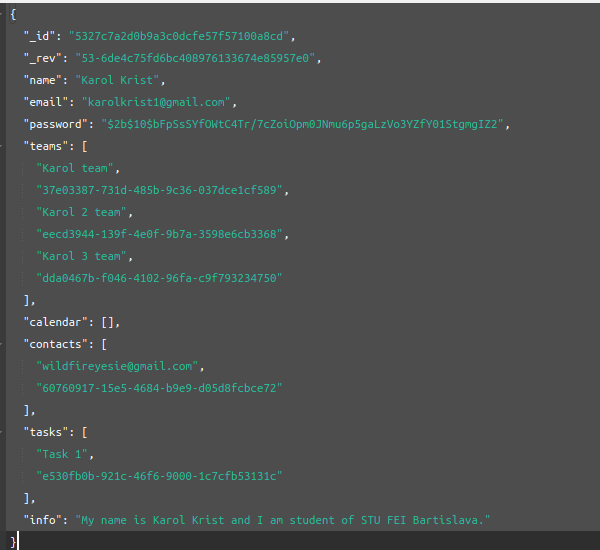 {
"_id": "5327c7a2d0b9a3c0dcfe57f57100a8cd",
"_rev": "53-6de4c75fd6bc408976133674e85957e0",
"name": "Karol Krist",
"email": "karolkrist1@gmail.com",
"password": "$2b$10$bFpSsSYfOWtC4Tr/7cZoiOpm0JNmu6p5gaLzVo3YZfY01StgmgIZ2",
"teams": [
"Karol team",
"37e03387-731d-485b-9c36-037dce1cf589",
"Karol 2 team",
"eecd3944-139f-4e0f-9b7a-3598e6cb3368",
"Karol 3 team",
"dda0467b-f046-4102-96fa-c9f793234750"
],
"calendar": [],
"contacts": [
"wildfireyesie@gmail.com",
"60760917-15e5-4684-b9e9-d05d8fcbce72"
],
"tasks": [
"Task 1",
"e530fb0b-921c-46f6-9000-1c7cfb53131c"
],
"info": "My name is Karol Krist and I am student of STU FEI Bartislava."
}